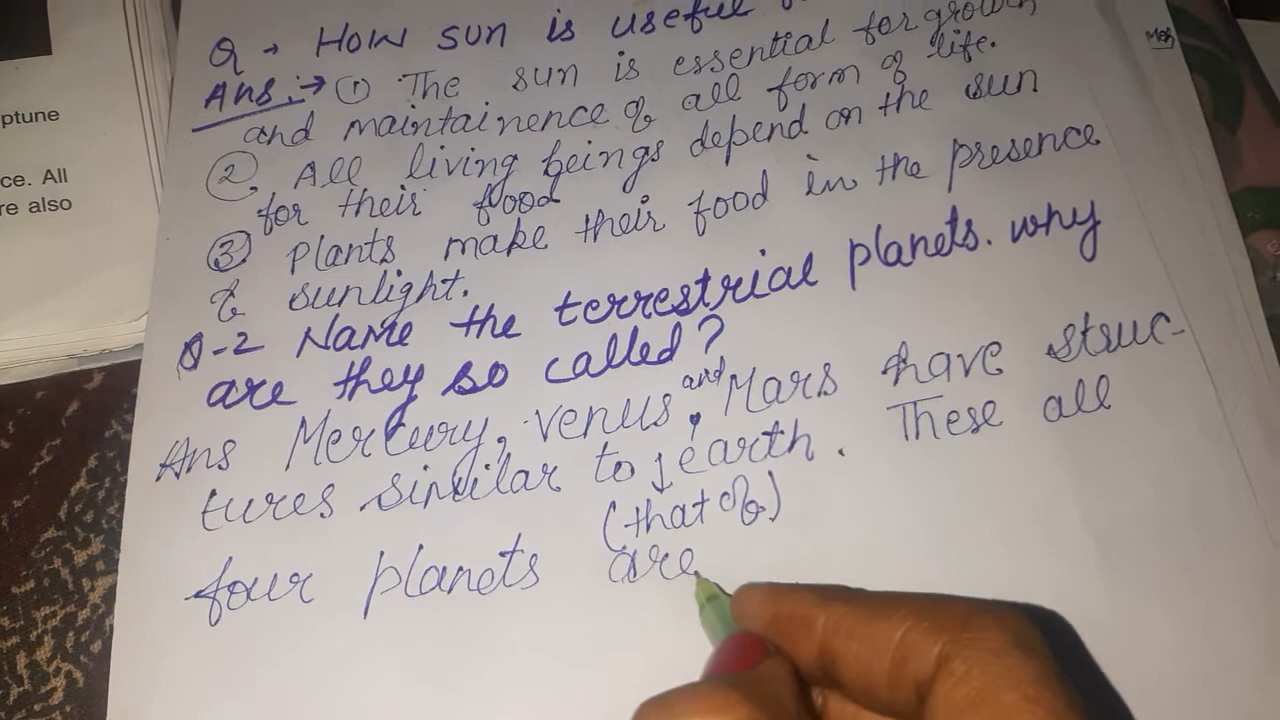 ptune
ce. All
re also
Q → How sun is useful
Ans :→ ① The sun is essential for growth
and maintainence of all form of life.
② All living beings depend on the sun
for their food
③ Plants make their food in the presence
of sunlight.
Q-2 Name the terrestrial planets. why
are they so called?
Ans Mercury, venus, and Mars have struc-
tures similar to earth. These all
(that of)
four planets are